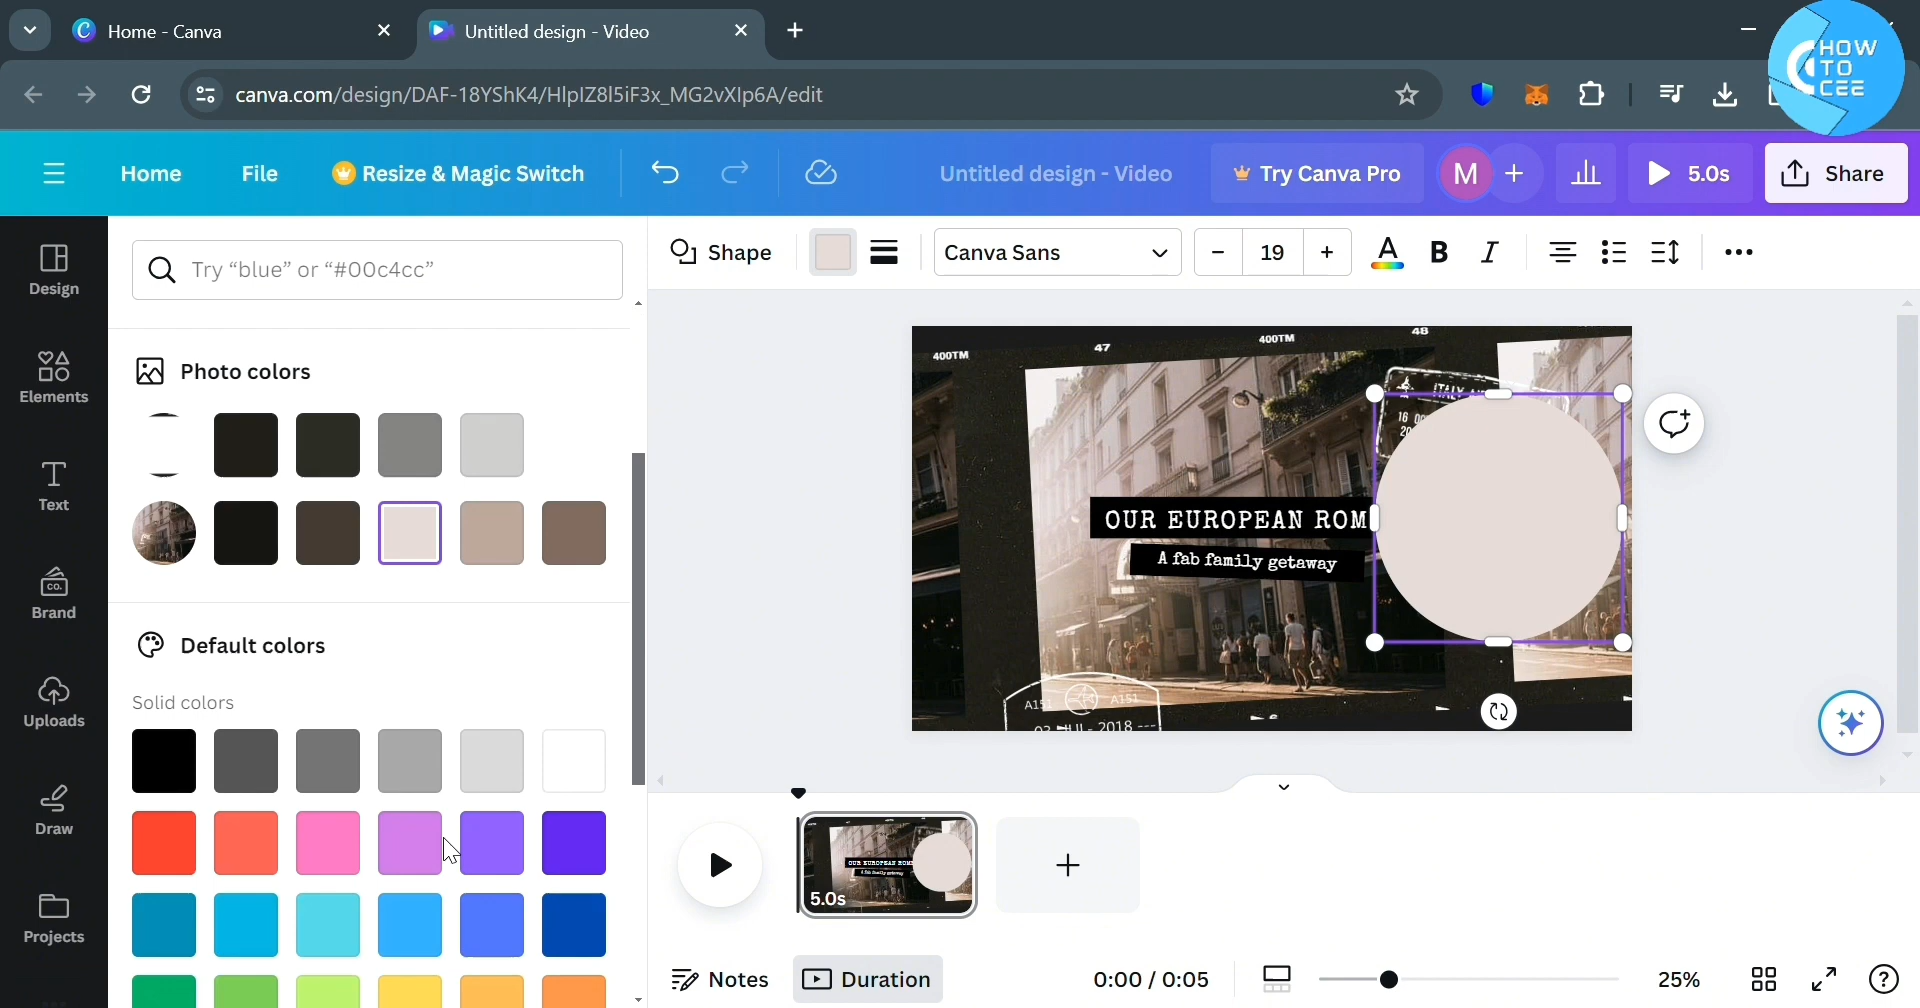 Home - Canva
Untitled design - Video
canva.com/design/DAF-18YShK4/HlpIZ8l5iF3x_MG2vXIp6A/edit
HOW
TO
CEE
Home
File
Resize & Magic Switch
Untitled design - Video
Try Canva Pro
M
5.0s
Share
Design
Elements
Text
Brand
Uploads
Draw
Projects
Try “blue” or “#00c4cc”
Photo colors
Default colors
Solid colors
Shape
Canva Sans
19
A
B
I
400TM
47
400TM
48
16
20
OUR EUROPEAN ROM
A fab family getaway
A151
A151
5.0s
Notes
Duration
0:00 / 0:05
25%